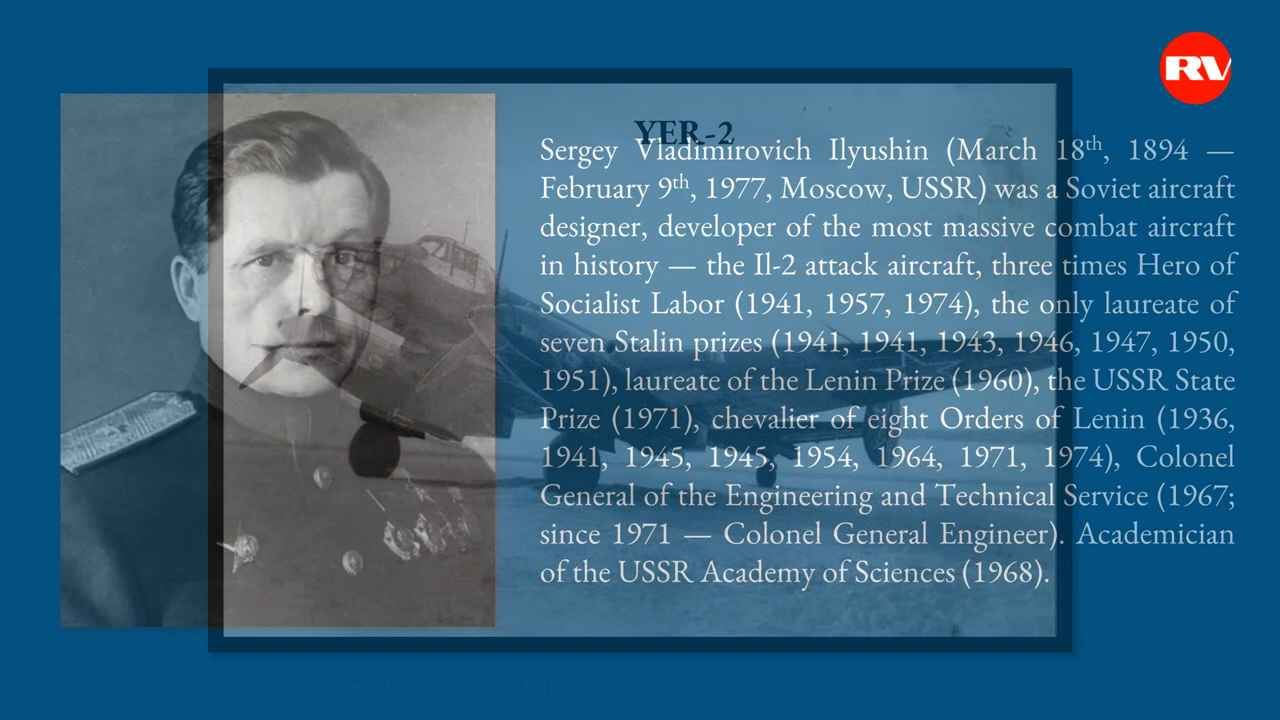 RV
YER-2
Sergey Vladimirovich Ilyushin (March 18th, 1894 —
February 9th, 1977, Moscow, USSR) was a Soviet aircraft
designer, developer of the most massive combat aircraft
in history — the Il-2 attack aircraft, three times Hero of
Socialist Labor (1941, 1957, 1974), the only laureate of
seven Stalin prizes (1941, 1941, 1943, 1946, 1947, 1950,
1951), laureate of the Lenin Prize (1960), the USSR State
Prize (1971), chevalier of eight Orders of Lenin (1936,
1941, 1945, 1945, 1954, 1964, 1971, 1974), Colonel
General of the Engineering and Technical Service (1967;
since 1971 — Colonel General Engineer). Academician
of the USSR Academy of Sciences (1968).